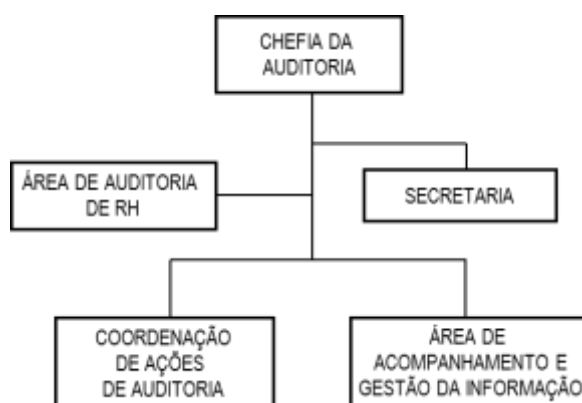 CHEFIA DA
AUDITORIA
ÁREA DE AUDITORIA
DE RH
SECRETARIA
COORDENAÇÃO
DE AÇÕES
DE AUDITORIA
ÁREA DE
ACOMPANHAMENTO E
GESTÃO DA INFORMAÇÃO